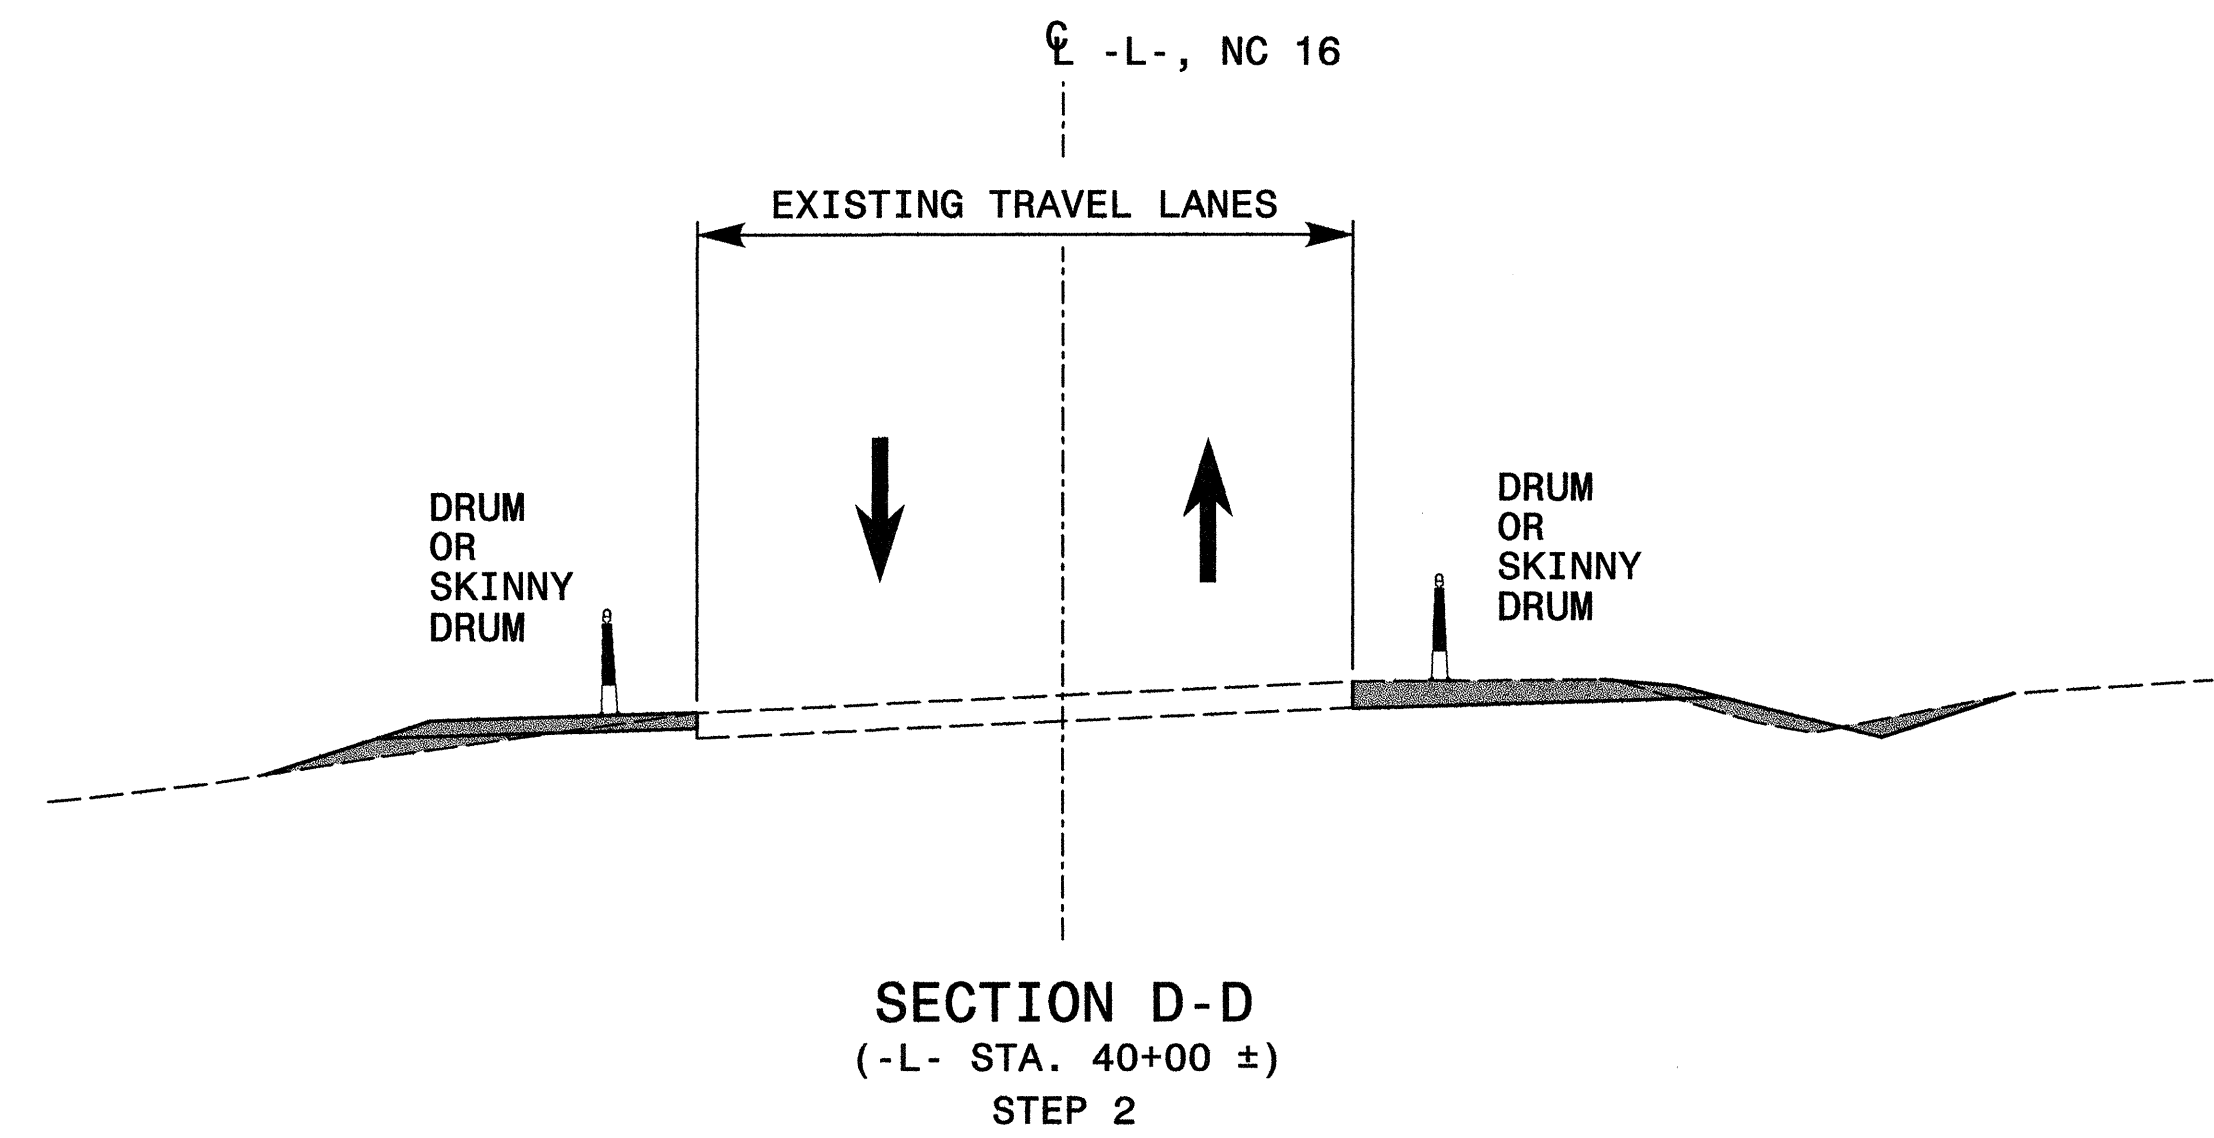 ℄ -L-, NC 16
EXISTING TRAVEL LANES
DRUM
OR
SKINNY
DRUM
DRUM
OR
SKINNY
DRUM
SECTION D-D
(-L- STA. 40+00 ±)
STEP 2